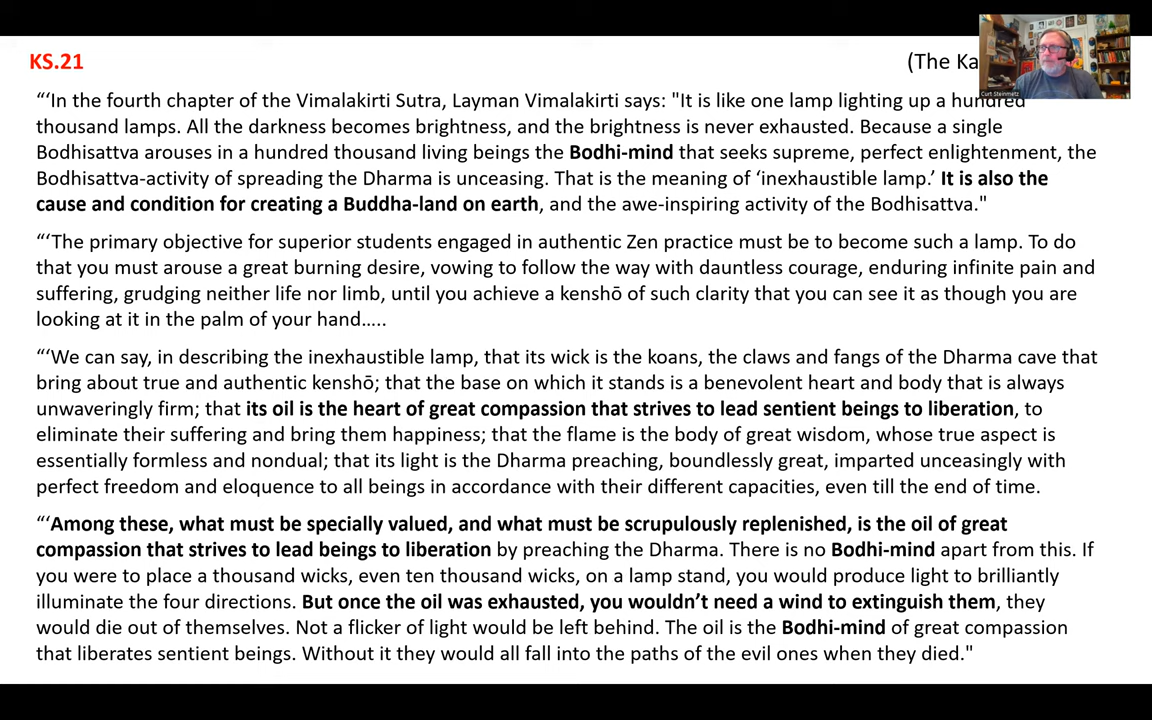 KS.21
(The Ka
Curt Steinmetz
“‘In the fourth chapter of the Vimalakirti Sutra, Layman Vimalakirti says: "It is like one lamp lighting up a hundred
thousand lamps. All the darkness becomes brightness, and the brightness is never exhausted. Because a single
Bodhisattva arouses in a hundred thousand living beings the Bodhi-mind that seeks supreme, perfect enlightenment, the
Bodhisattva-activity of spreading the Dharma is unceasing. That is the meaning of ‘inexhaustible lamp.’ It is also the
cause and condition for creating a Buddha-land on earth, and the awe-inspiring activity of the Bodhisattva."
“‘The primary objective for superior students engaged in authentic Zen practice must be to become such a lamp. To do
that you must arouse a great burning desire, vowing to follow the way with dauntless courage, enduring infinite pain and
suffering, grudging neither life nor limb, until you achieve a kenshō of such clarity that you can see it as though you are
looking at it in the palm of your hand…..
“‘We can say, in describing the inexhaustible lamp, that its wick is the koans, the claws and fangs of the Dharma cave that
bring about true and authentic kenshō; that the base on which it stands is a benevolent heart and body that is always
unwaveringly firm; that its oil is the heart of great compassion that strives to lead sentient beings to liberation, to
eliminate their suffering and bring them happiness; that the flame is the body of great wisdom, whose true aspect is
essentially formless and nondual; that its light is the Dharma preaching, boundlessly great, imparted unceasingly with
perfect freedom and eloquence to all beings in accordance with their different capacities, even till the end of time.
“‘Among these, what must be specially valued, and what must be scrupulously replenished, is the oil of great
compassion that strives to lead beings to liberation by preaching the Dharma. There is no Bodhi-mind apart from this. If
you were to place a thousand wicks, even ten thousand wicks, on a lamp stand, you would produce light to brilliantly
illuminate the four directions. But once the oil was exhausted, you wouldn’t need a wind to extinguish them, they
would die out of themselves. Not a flicker of light would be left behind. The oil is the Bodhi-mind of great compassion
that liberates sentient beings. Without it they would all fall into the paths of the evil ones when they died."